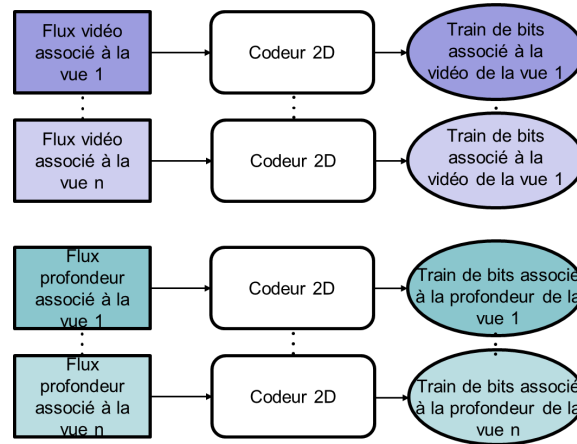 Flux vidéo
associé à la
vue 1
Codeur 2D
Train de bits
associé à la
vidéo de la vue 1
Flux vidéo
associé à la
vue n
Codeur 2D
Train de bits
associé à la
vidéo de la vue 1
Flux
profondeur
associé à la
vue 1
Codeur 2D
Train de bits associé
à la profondeur de la
vue 1
Flux
profondeur
associé à la
vue n
Codeur 2D
Train de bits associé
à la profondeur de la
vue n